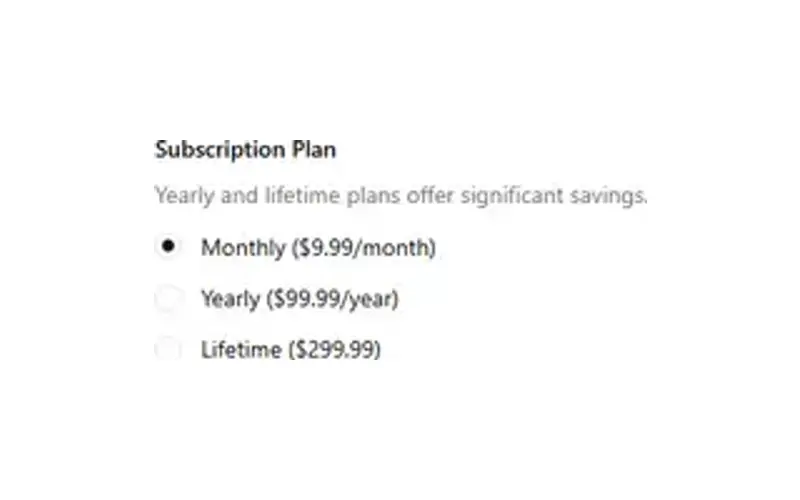 Subscription Plan
Yearly and lifetime plans offer significant savings.
Monthly ($9.99/month)
Yearly ($99.99/year)
Lifetime ($299.99)